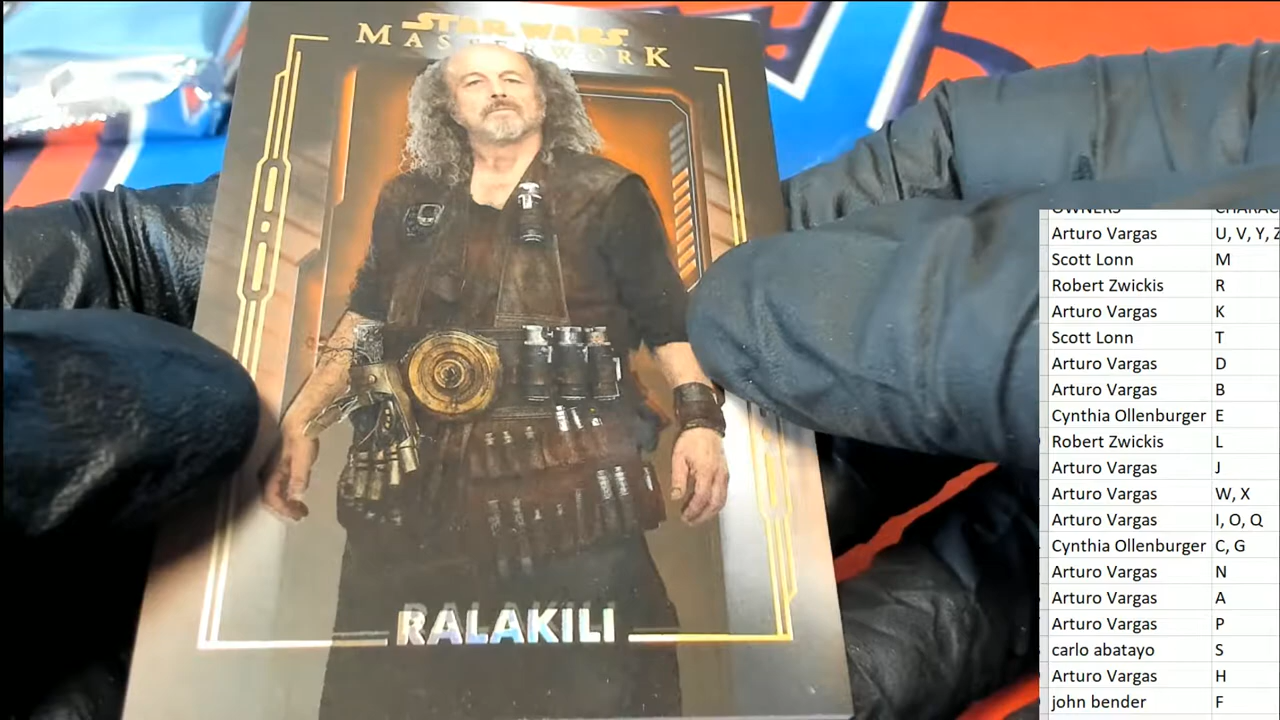 STAR WARS
MASTERWORK
RALAKILI
OWNERS
Arturo Vargas U, V, Y, Z
Scott Lonn M
Robert Zwickis R
Arturo Vargas K
Scott Lonn T
Arturo Vargas D
Arturo Vargas B
Cynthia Ollenburger E
Robert Zwickis L
Arturo Vargas J
Arturo Vargas W, X
Arturo Vargas I, O, Q
Cynthia Ollenburger C, G
Arturo Vargas N
Arturo Vargas A
Arturo Vargas P
carlo abatayo S
Arturo Vargas H
john bender F